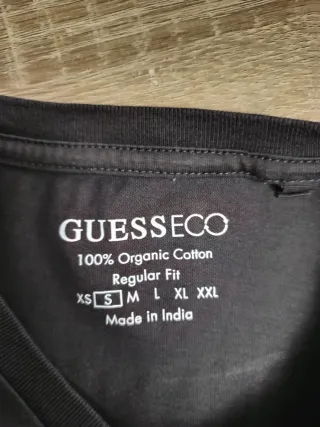 GUESSECO
100% Organic Cotton
Regular Fit
XS S M L XL XXL
Made in India